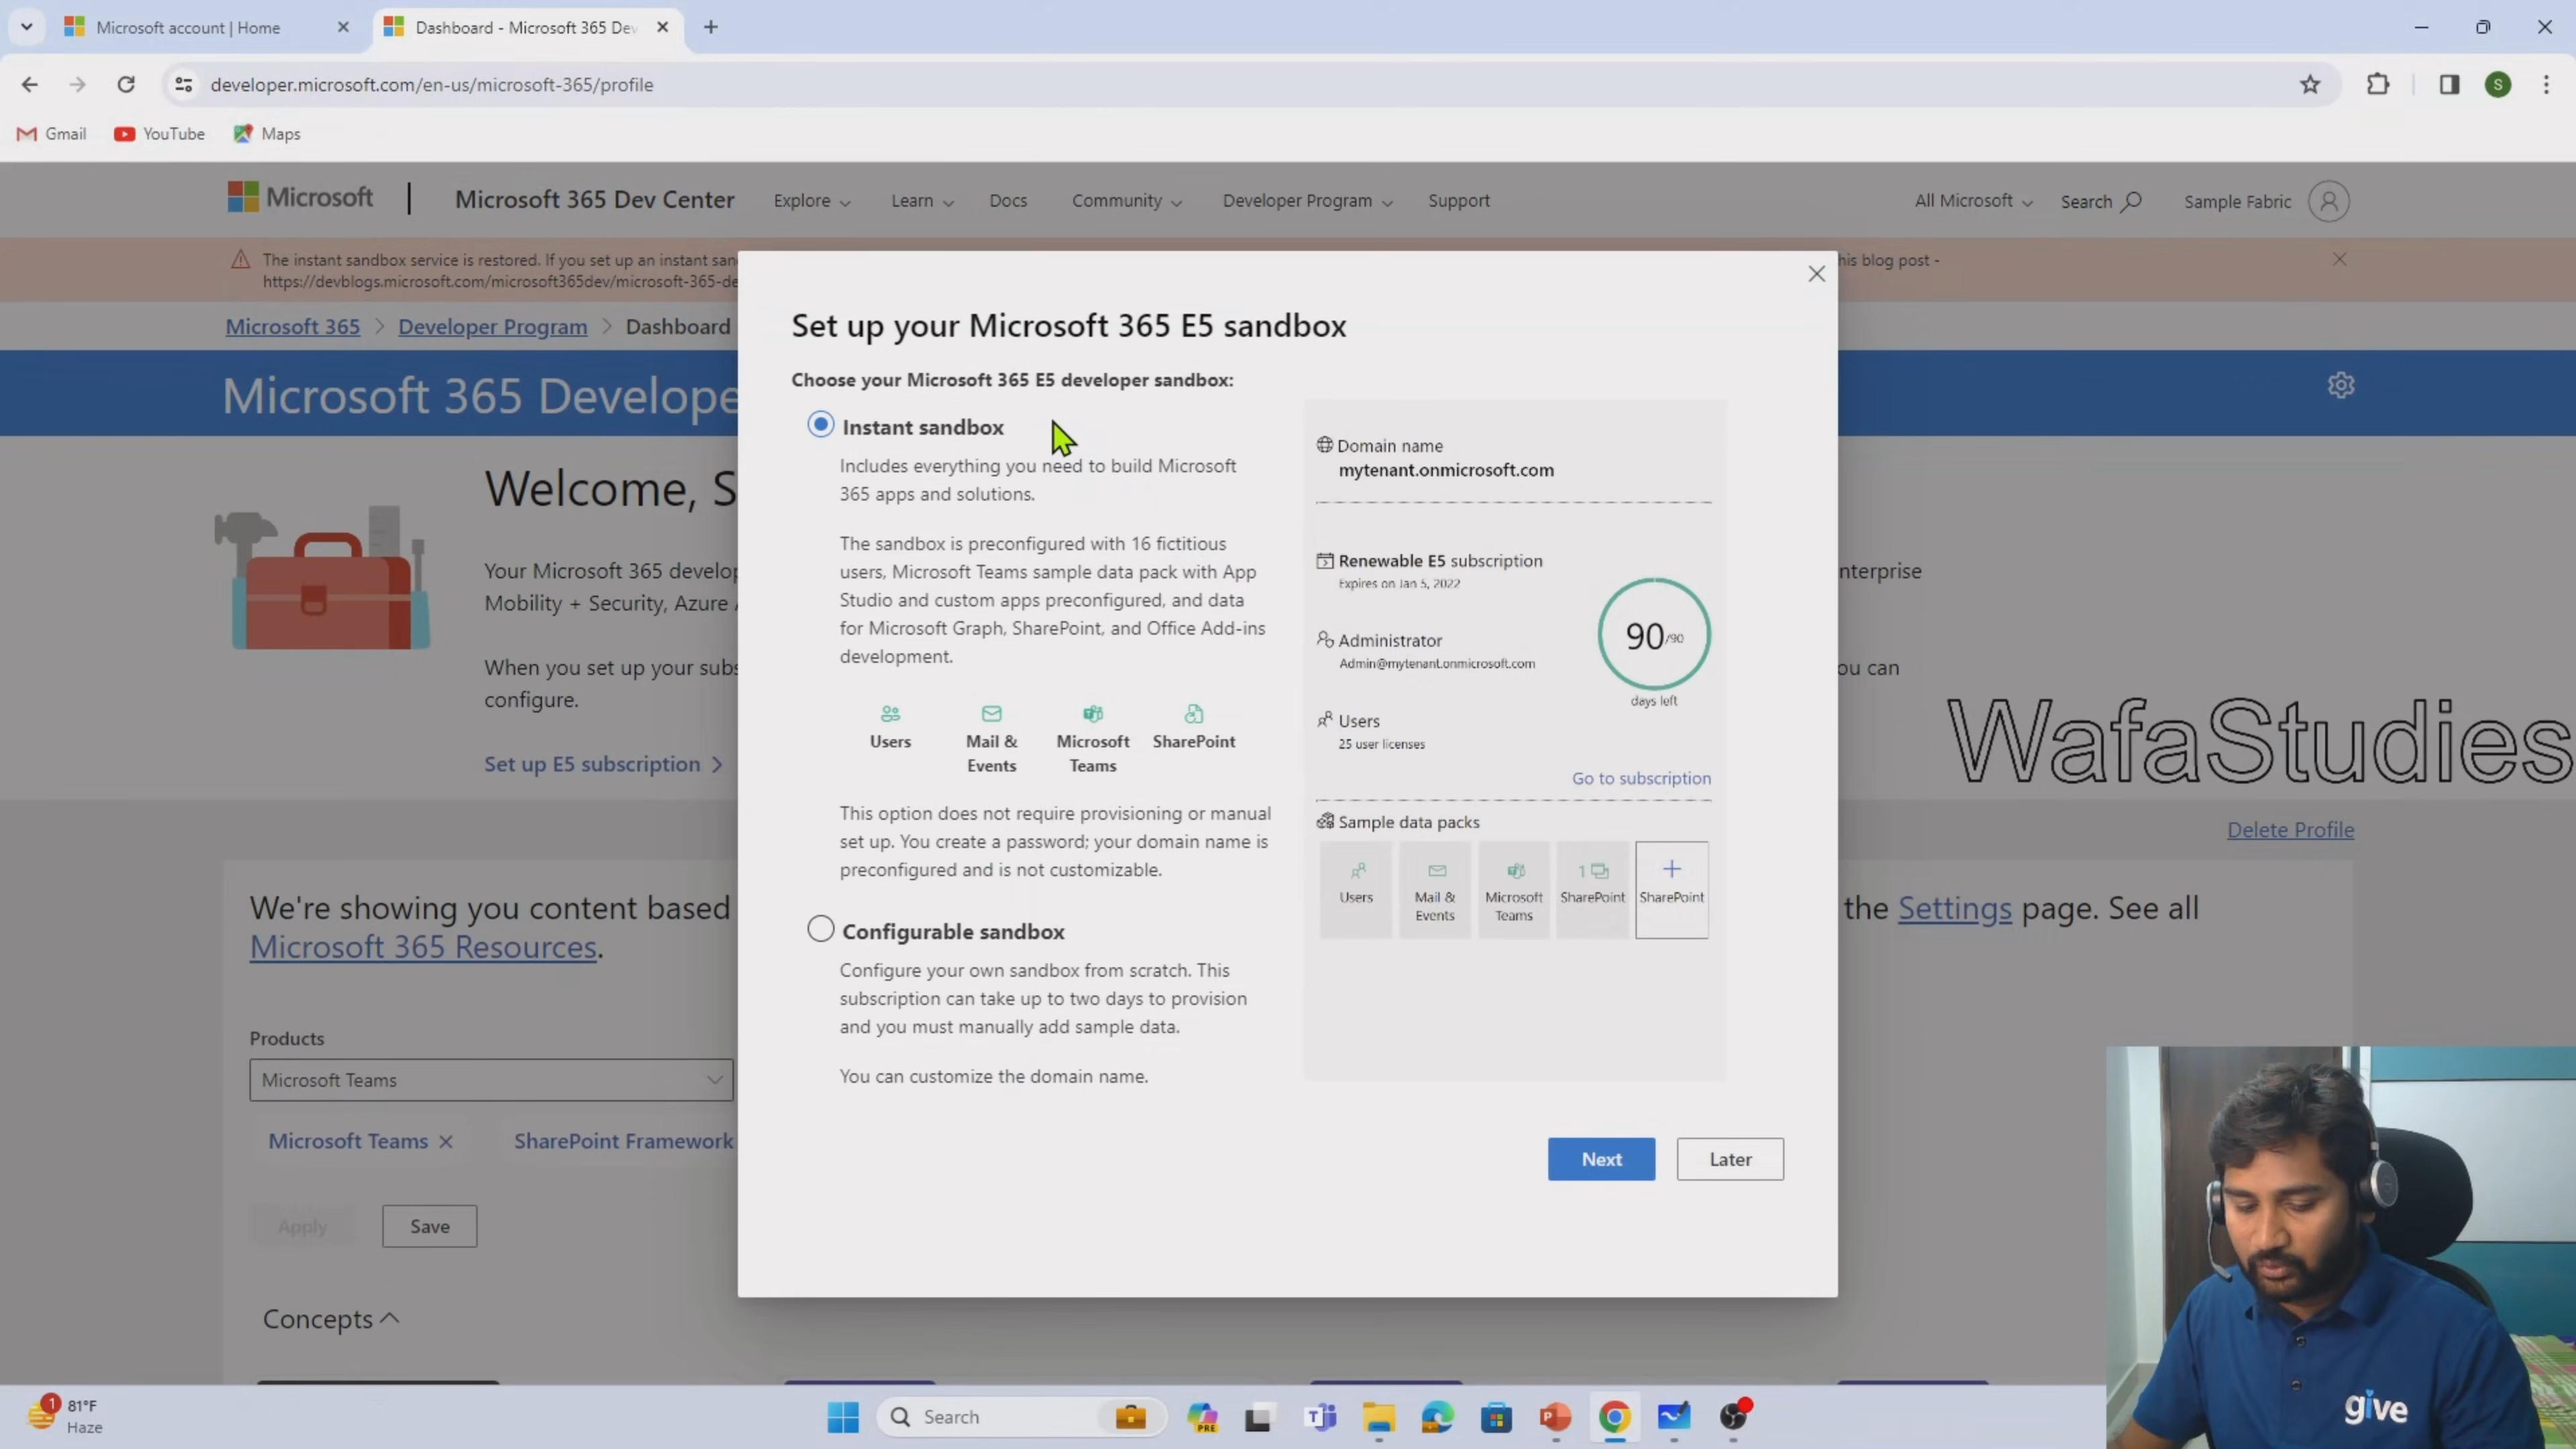 Microsoft account | Home
Dashboard - Microsoft 365 Dev
developer.microsoft.com/en-us/microsoft-365/profile
S
Gmail
YouTube
Maps
Microsoft
Microsoft 365 Dev Center
Explore
Learn
Docs
Community
Developer Program
Support
All Microsoft
Search
Sample Fabric
The instant sandbox service is restored. If you set up an instant san
his blog post -
https://devblogs.microsoft.com/microsoft365dev/microsoft-365-de
Microsoft 365 > Developer Program > Dashboard
Microsoft 365 Develope
Welcome, S
Your Microsoft 365 develop
nterprise
Mobility + Security, Azure
When you set up your subs
ou can
configure.
Set up E5 subscription >
WafaStudies
Delete Profile
We're showing you content based
the Settings page. See all
Microsoft 365 Resources.
Products
Microsoft Teams
Microsoft Teams
SharePoint Framework
Apply
Save
Concepts
Set up your Microsoft 365 E5 sandbox
Choose your Microsoft 365 E5 developer sandbox:
Instant sandbox
Includes everything you need to build Microsoft
365 apps and solutions.
The sandbox is preconfigured with 16 fictitious
users, Microsoft Teams sample data pack with App
Studio and custom apps preconfigured, and data
for Microsoft Graph, SharePoint, and Office Add-ins
development.
Users
Mail &
Events
Microsoft
Teams
SharePoint
This option does not require provisioning or manual
set up. You create a password; your domain name is
preconfigured and is not customizable.
Configurable sandbox
Configure your own sandbox from scratch. This
subscription can take up to two days to provision
and you must manually add sample data.
You can customize the domain name.
Domain name
mytenant.onmicrosoft.com
Renewable E5 subscription
Expires on Jan 5, 2022
90/90
days left
Administrator
Admin@mytenant.onmicrosoft.com
Users
25 user licenses
Go to subscription
Sample data packs
Users
Mail &
Events
Microsoft
Teams
1
SharePoint
SharePoint
Next
Later
give
1
81°F
Haze
Search
PRE